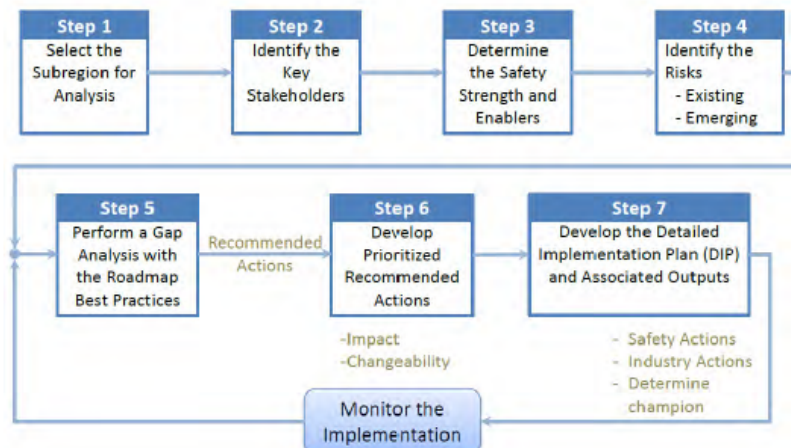 Step 1
Select the
Subregion for
Analysis
Step 2
Identify the
Key
Stakeholders
Step 3
Determine
the Safety
Strength and
Enablers
Step 4
Identify the
Risks
- Existing
- Emerging
Step 5
Perform a Gap
Analysis with
the Roadmap
Best Practices
Recommended
Actions
Step 6
Develop
Prioritized
Recommended
Actions
-Impact
-Changeability
Step 7
Develop the Detailed
Implementation Plan (DIP)
and Associated Outputs
- Safety Actions
- Industry Actions
- Determine
champion
Monitor the
Implementation